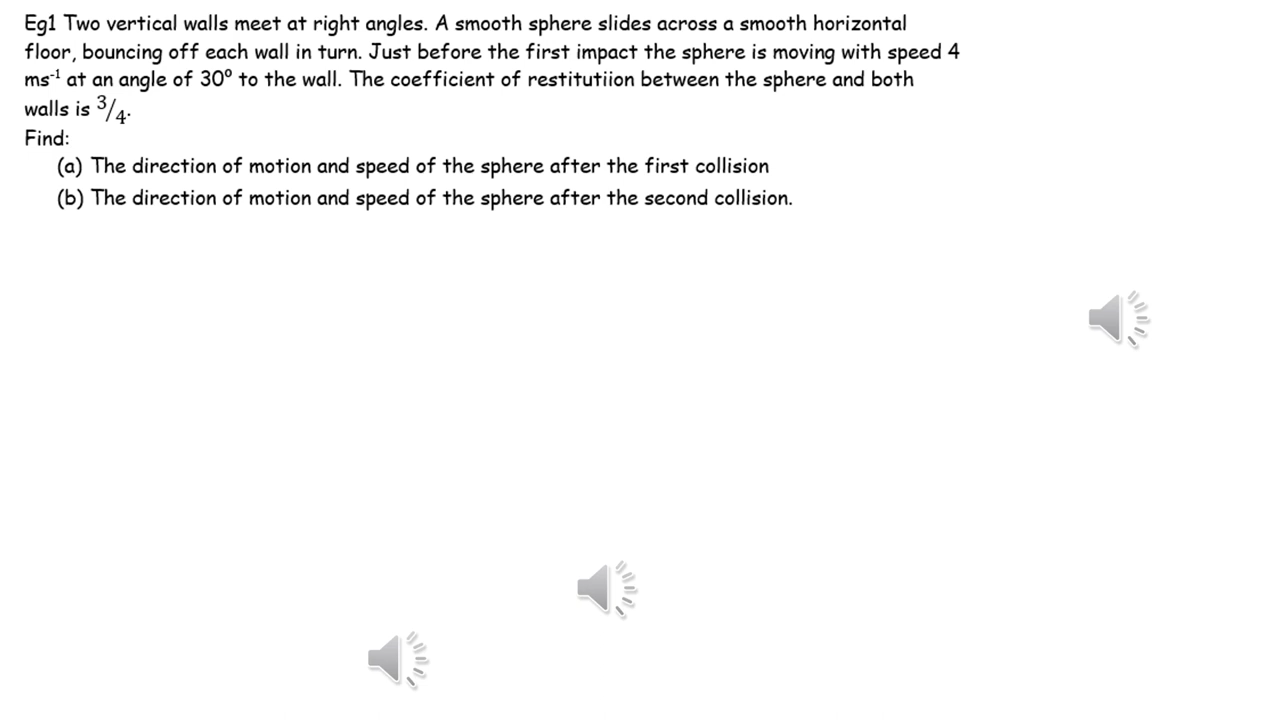 Eg1 Two vertical walls meet at right angles. A smooth sphere slides across a smooth horizontal
floor, bouncing off each wall in turn. Just before the first impact the sphere is moving with speed 4
ms⁻¹ at an angle of 30⁰ to the wall. The coefficient of restitutiion between the sphere and both
walls is 3/4.
Find:
(a) The direction of motion and speed of the sphere after the first collision
(b) The direction of motion and speed of the sphere after the second collision.